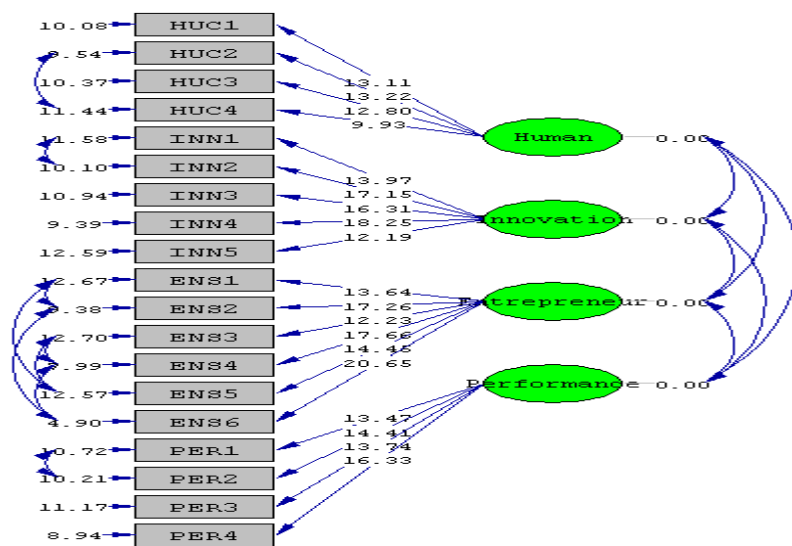 10.08 HUC1
HUC2
10.37 HUC3 13.11
13.22
11.44 HUC4 12.80
9.93
Human 0.00
11.58 INN1
10.10 INN2 13.97
17.15
10.94 INN3 16.31
9.39 INN4 18.25 Innovation 0.00
12.19
12.59 INN5
12.67 ENS1 13.64
ENS2 17.26 Entrepreneur 0.00
12.23
12.70 ENS3 17.66
ENS4 14.45
20.65
12.57 ENS5 Performance 0.00
4.90 ENS6 13.47
14.41
10.72 PER1 13.74
16.33
10.21 PER2
11.17 PER3
8.94 PER4